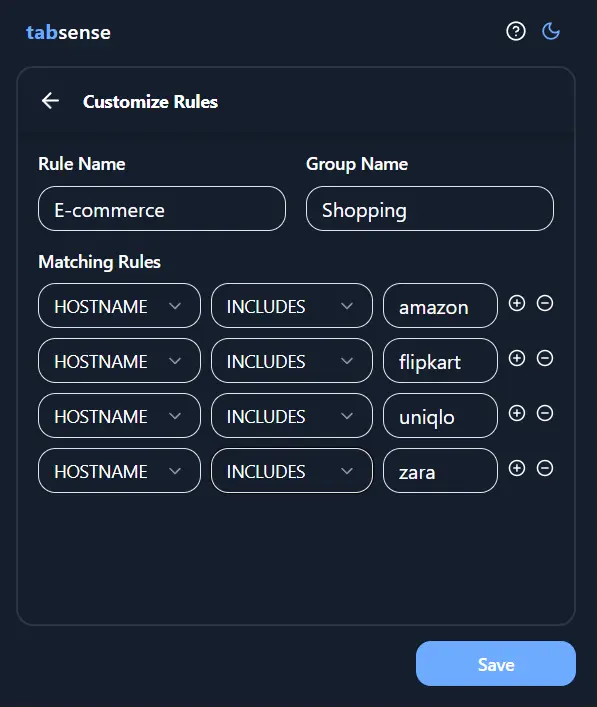 tabsense
Customize Rules
Rule Name Group Name
E-commerce Shopping
Matching Rules
HOSTNAME INCLUDES amazon
HOSTNAME INCLUDES flipkart
HOSTNAME INCLUDES uniqlo
HOSTNAME INCLUDES zara
Save